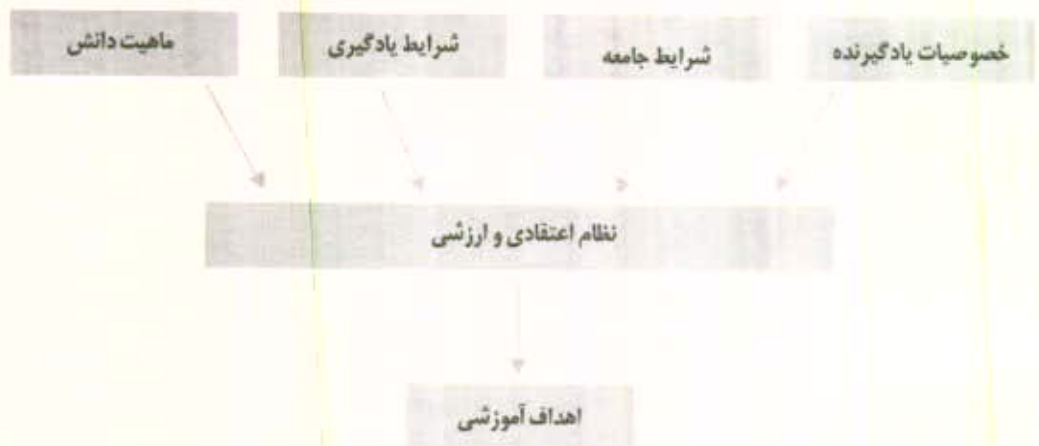 خصوصیات یادگیرنده
شرایط جامعه
شرایط یادگیری
ماهیت دانش
نظام اعتقادی و ارزشی
اهداف آموزشی